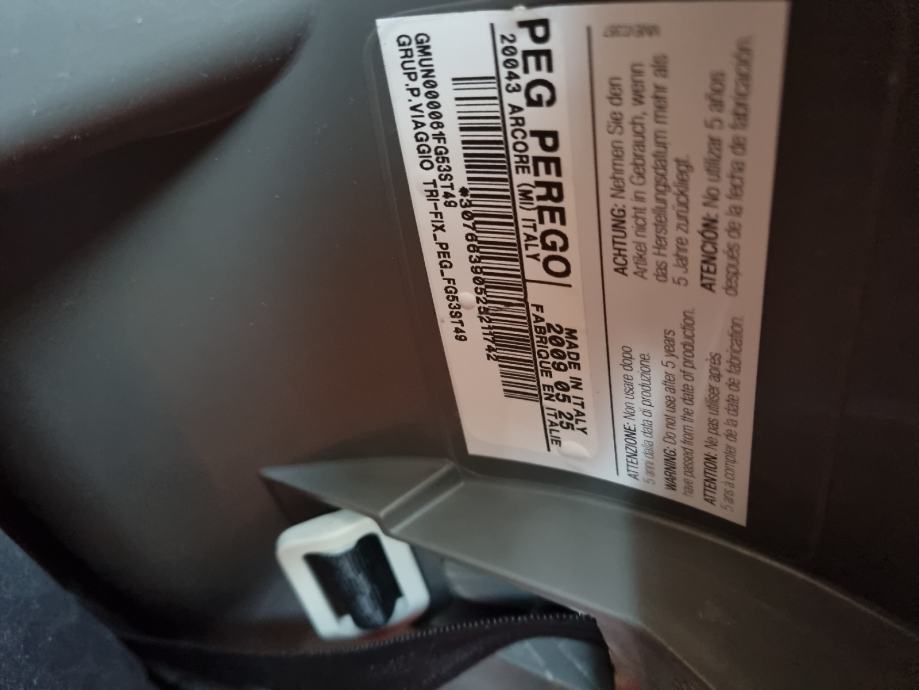 PEG PEREGO
20043 ARCORE (MI) ITALY
MADE IN ITALY
2009 05 25
FABRIQUE EN ITALIE
GMUN000061FG53ST49
GRUP.P.VIAGGIO TRI-FIX_PEG_FG53ST49
ACHTUNG: Nehmen Sie den
Artikel nicht in Gebrauch, wenn
das Herstellungsdatum mehr als
5 Jahre zurückliegt.
ATENCIÓN: No utilizar 5 años
después de la fecha de fabricación.
ATTENZIONE: Non usare dopo
5 anni dalla data di produzione.
WARNING: Do not use after 5 years
have passed from the date of production.
ATTENTION: Ne pas utiliser après
5 ans à compter de la date de fabrication.